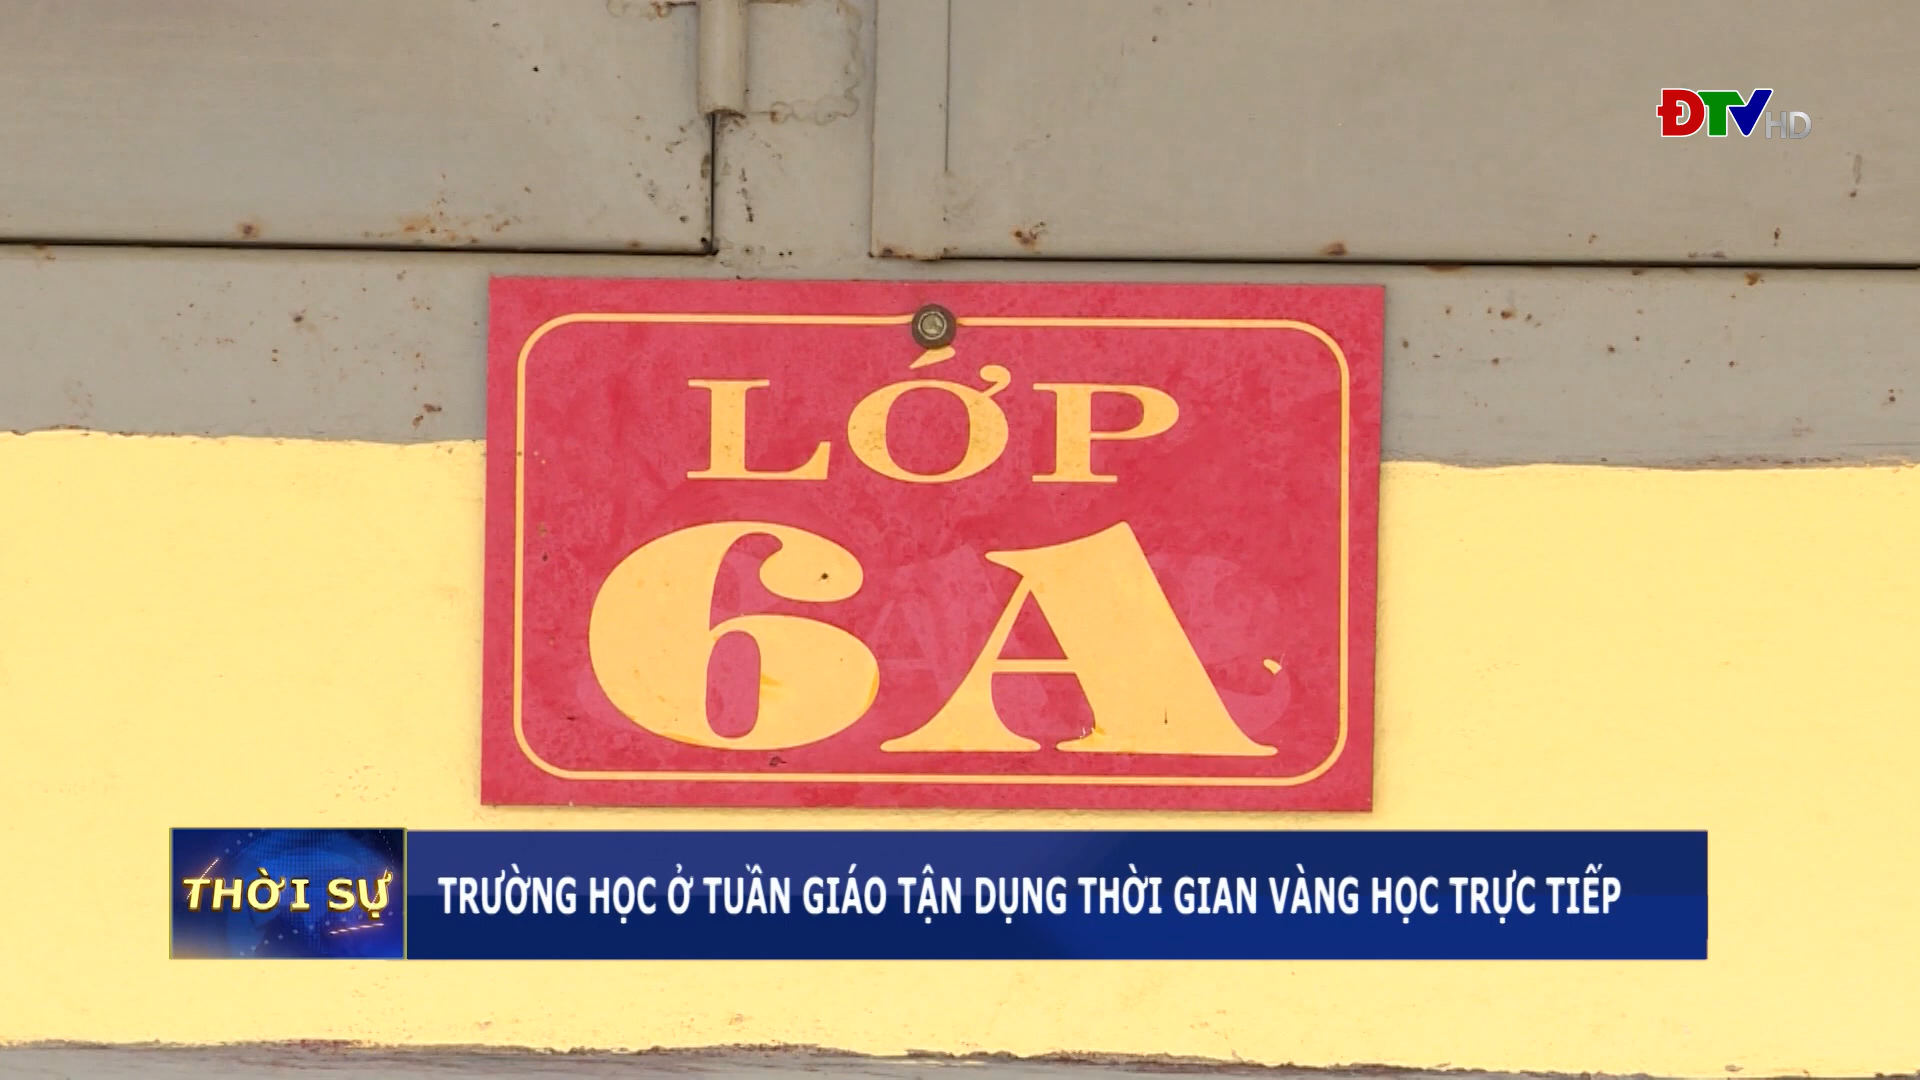 ĐTV HD
LỚP
6A
THỜI SỰ
TRƯỜNG HỌC Ở TUẦN GIÁO TẬN DỤNG THỜI GIAN VÀNG HỌC TRỰC TIẾP